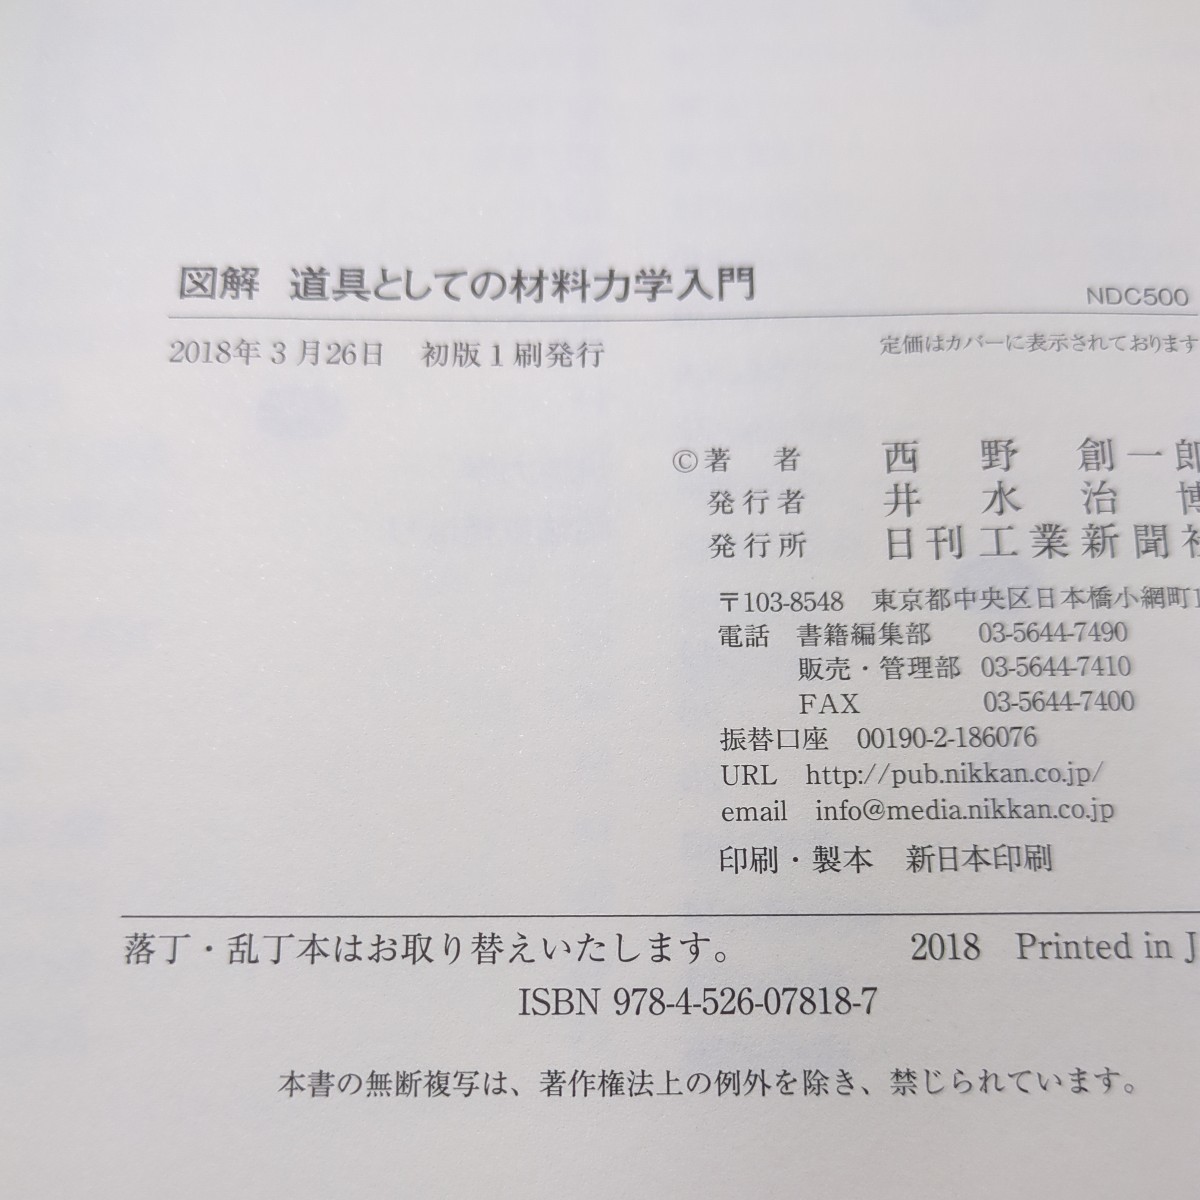 図解 道具としての材料力学入門
NDC500
2018年3月26日 初版1刷発行
定価はカバーに表示されております
©著 者 西野創一郎
発行者 井水治博
発行所 日刊工業新聞社
〒103-8548 東京都中央区日本橋小網町1
電話 書籍編集部 03-5644-7490
販売・管理部 03-5644-7410
FAX 03-5644-7400
振替口座 00190-2-186076
URL http://pub.nikkan.co.jp/
email info@media.nikkan.co.jp
印刷・製本 新日本印刷
落丁・乱丁本はお取り替えいたします。
2018 Printed in J
ISBN 978-4-526-07818-7
本書の無断複写は、著作権法上の例外を除き、禁じられています。